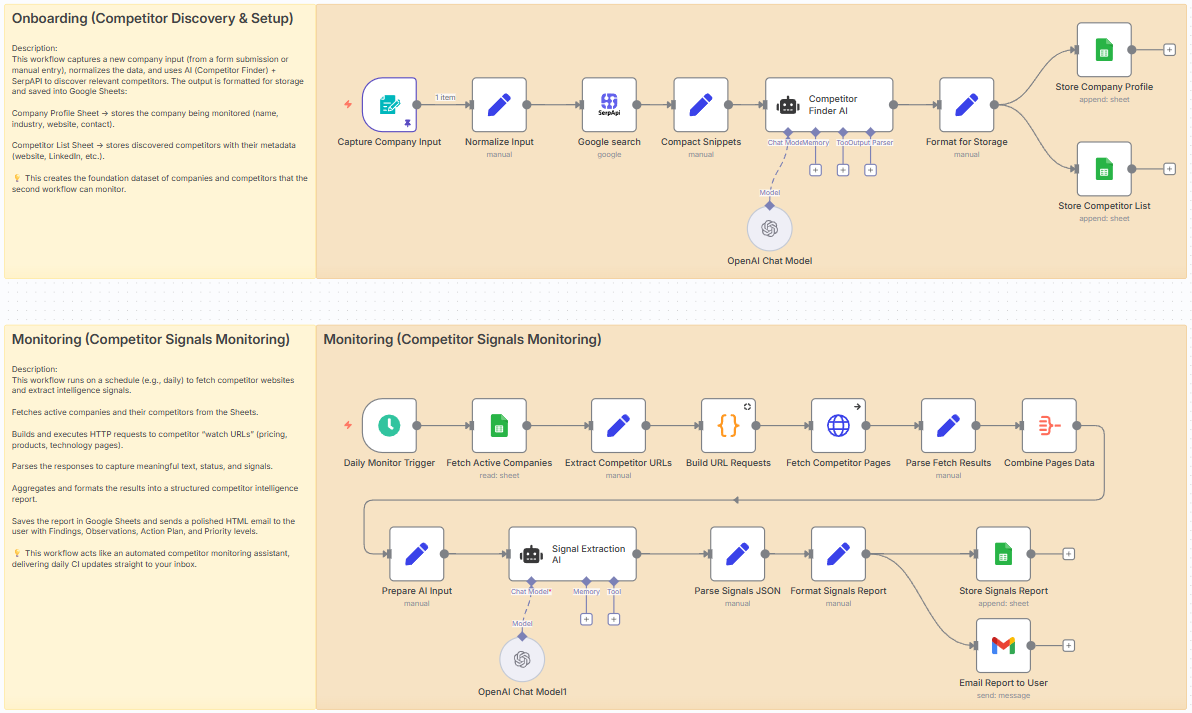 Onboarding (Competitor Discovery & Setup)
Description:
This workflow captures a new company input (from a form submission or
manual entry), normalizes the data, and uses AI (Competitor Finder) +
SerpAPI to discover relevant competitors. The output is formatted for storage
and saved into Google Sheets:
Company Profile Sheet → stores the company being monitored (name,
industry, website, contact).
Competitor List Sheet → stores discovered competitors with their metadata
(website, LinkedIn, etc.).
💡 This creates the foundation dataset of companies and competitors that the
second workflow can monitor.
Capture Company Input
1 item
Normalize Input
manual
SerpApi
Google search
google
Compact Snippets
manual
Competitor
Finder AI
Chat Model
Memory
Tool
Output Parser
Model
OpenAI Chat Model
Format for Storage
manual
Store Company Profile
append: sheet
Store Competitor List
append: sheet
Monitoring (Competitor Signals Monitoring)
Description:
This workflow runs on a schedule (e.g., daily) to fetch competitor websites
and extract intelligence signals.
Fetches active companies and their competitors from the Sheets.
Builds and executes HTTP requests to competitor “watch URLs” (pricing,
products, technology pages).
Parses the responses to capture meaningful text, status, and signals.
Aggregates and formats the results into a structured competitor intelligence
report.
Saves the report in Google Sheets and sends a polished HTML email to the
user with Findings, Observations, Action Plan, and Priority levels.
💡 This workflow acts like an automated competitor monitoring assistant,
delivering daily CI updates straight to your inbox.
Monitoring (Competitor Signals Monitoring)
Daily Monitor Trigger
Fetch Active Companies
read: sheet
Extract Competitor URLs
manual
Build URL Requests
Fetch Competitor Pages
Parse Fetch Results
manual
Combine Pages Data
Prepare AI Input
manual
Signal Extraction
AI
Chat Model*
Memory
Tool
Model
OpenAI Chat Model1
Parse Signals JSON
manual
Format Signals Report
manual
Store Signals Report
append: sheet
Email Report to User
send: message